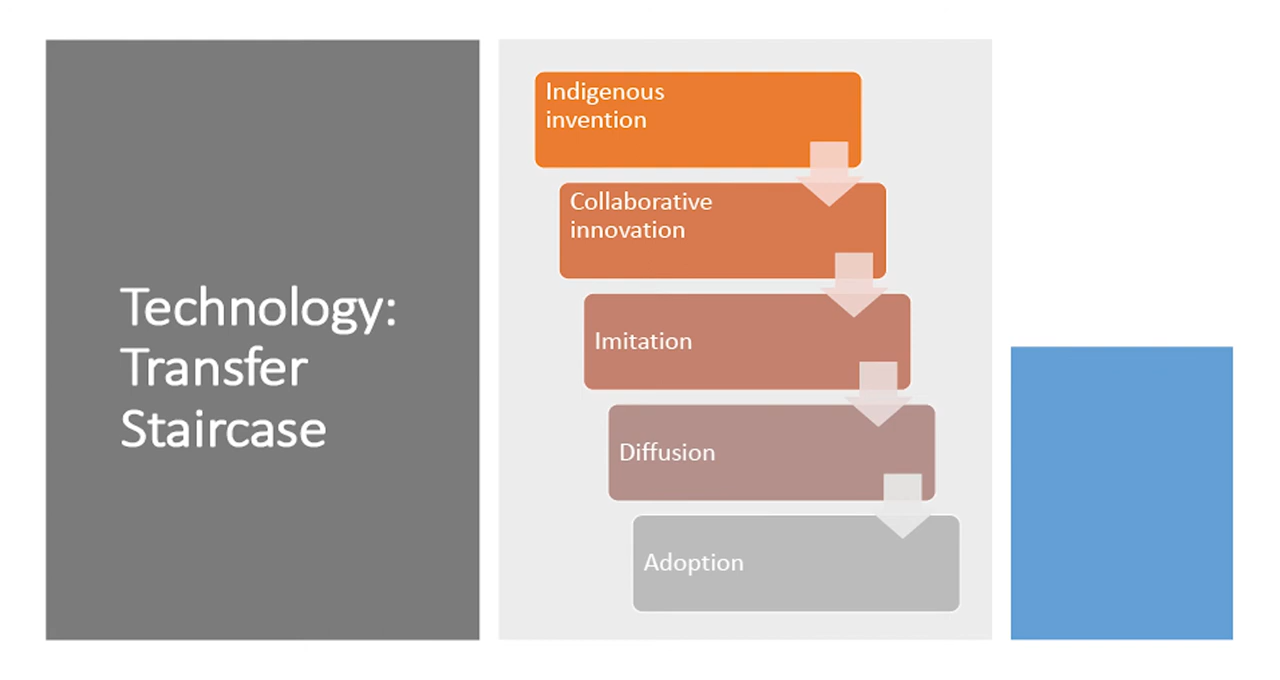 Technology:
Transfer
Staircase
Indigenous
invention
Collaborative
innovation
Imitation
Diffusion
Adoption